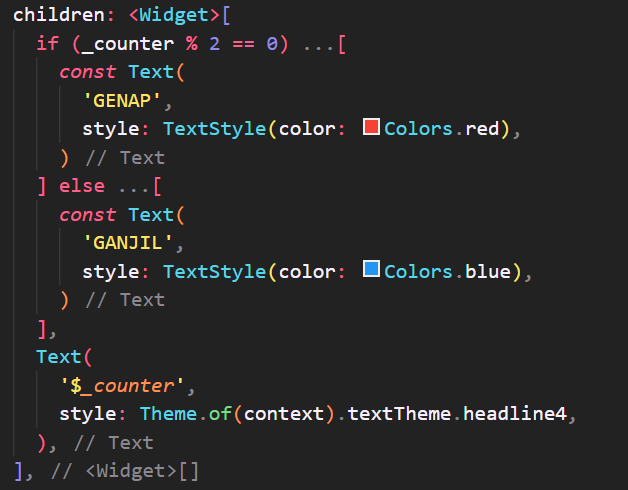 children: <Widget>[
if (_counter % 2 == 0) ...[
const Text(
'GENAP',
style: TextStyle(color: Colors.red),
) // Text
] else ...[
const Text(
'GANJIL',
style: TextStyle(color: Colors.blue),
) // Text
],
Text(
'$_counter',
style: Theme.of(context).textTheme.headline4,
), // Text
], // <Widget>[]